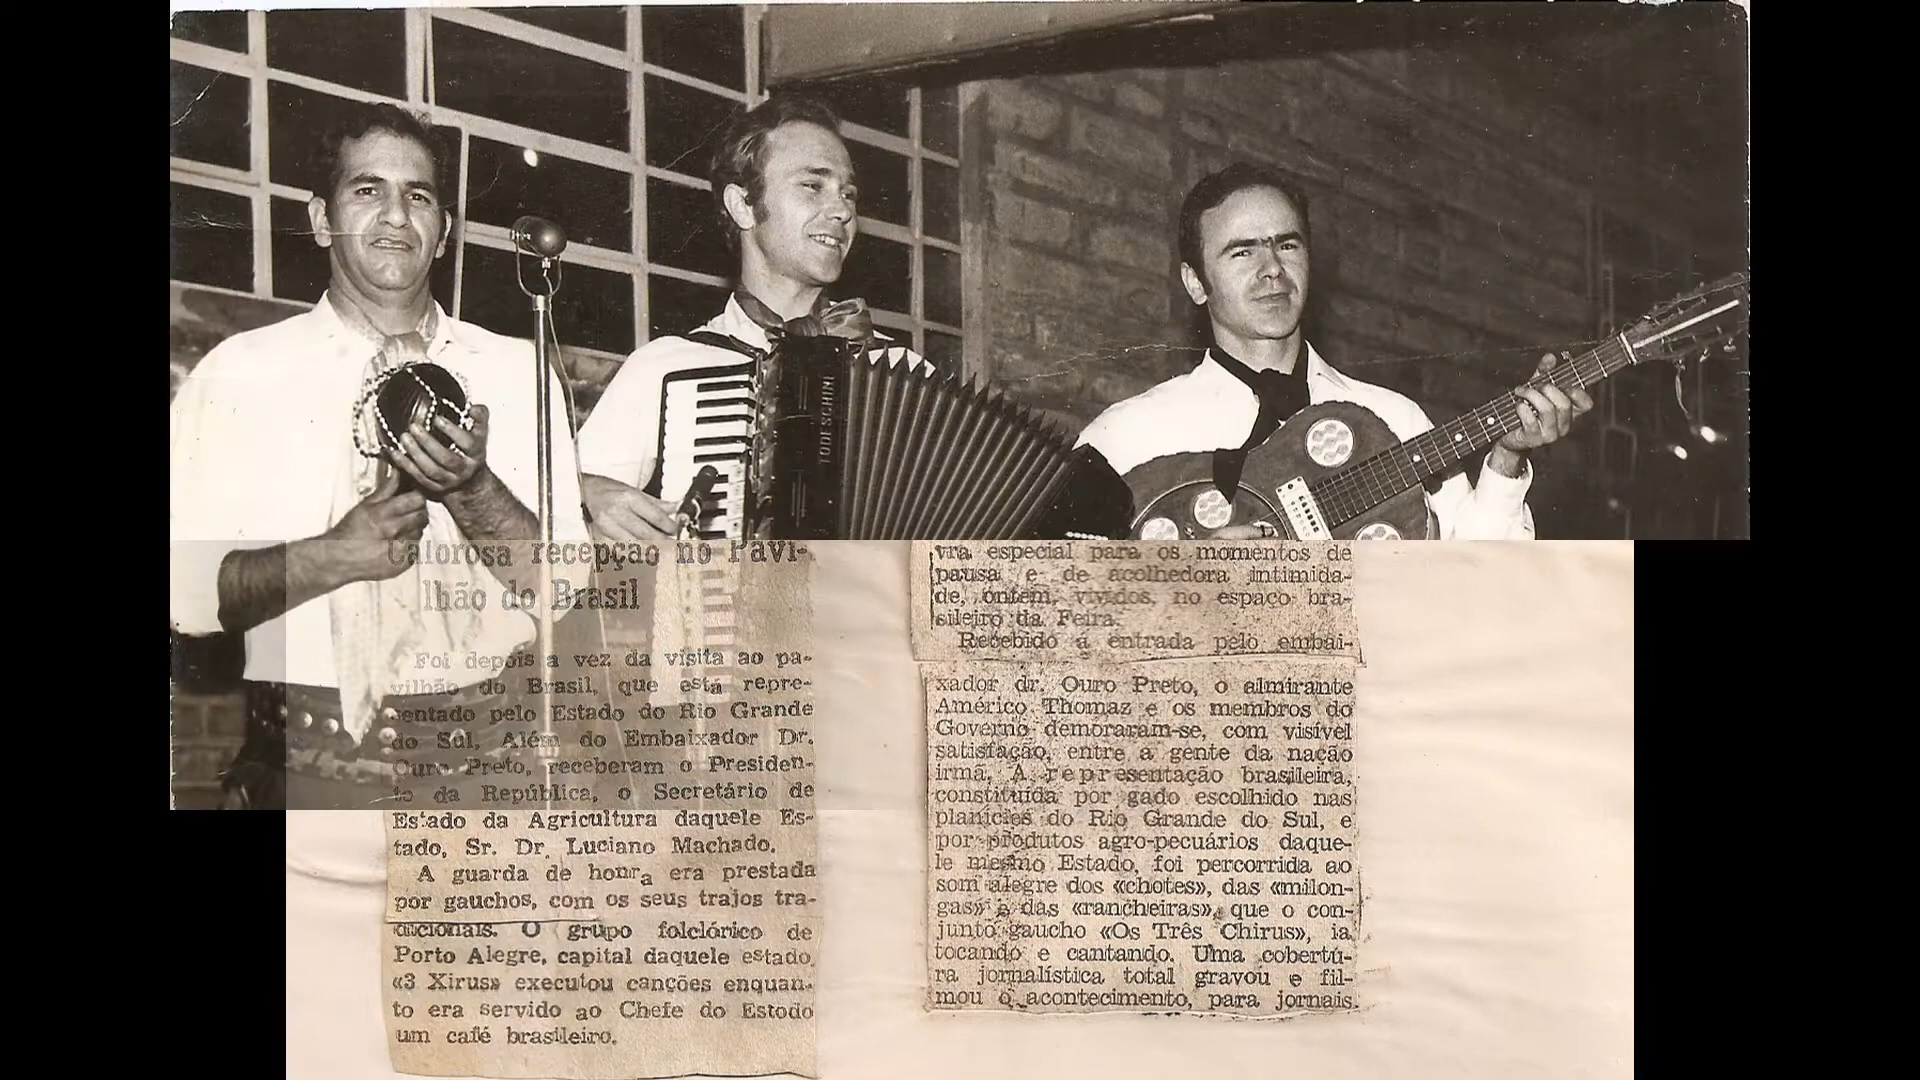 TODESCHINI
Calorosa recepção no Pavi-
lhão do Brasil
Foi depois a vez da visita ao pa-
vilhão do Brasil, que está repre-
sentado pelo Estado do Rio Grande
do Sul. Além do Embaixador Dr.
Ouro Preto, receberam o Presiden-
te da República, o Secretário de
Estado da Agricultura daquele Es-
tado, Sr. Dr. Luciano Machado.
A guarda de honra era prestada
por gauchos, com os seus trajos tra-
dicionais. O grupo folclórico de
Porto Alegre, capital daquele estado
«3 Xirus» executou canções enquan-
to era servido ao Chefe do Estodo
um café brasileiro.
vra especial para os momentos de
pausa e de acolhedora intimida-
de, ontem, vividos, no espaço bra-
sileiro da Feira.
Recebido à entrada pelo embai-
xador dr. Ouro Preto, o almirante
Américo Thomaz e os membros do
Governo demoraram-se, com visível
satisfação, entre a gente da nação
irmã. A representação brasileira,
constituída por gado escolhido nas
planícies do Rio Grande do Sul, e
por produtos agro-pecuários daque-
le mesmo Estado, foi percorrida ao
som alegre dos «chotes», das «milon-
gas» e das «rancheiras», que o con-
junto gaúcho «Os Três Chirus», ia
tocando e cantando. Uma cobertu-
ra jornalística total gravou e fil-
mou o acontecimento, para jornais